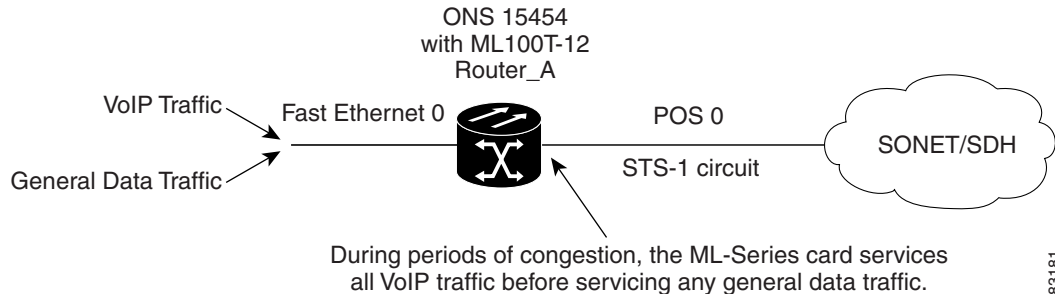 ONS 15454
with ML100T-12
Router_A
VoIP Traffic
Fast Ethernet 0
POS 0
SONET/SDH
General Data Traffic
STS-1 circuit
During periods of congestion, the ML-Series card services
all VoIP traffic before servicing any general data traffic.
83181